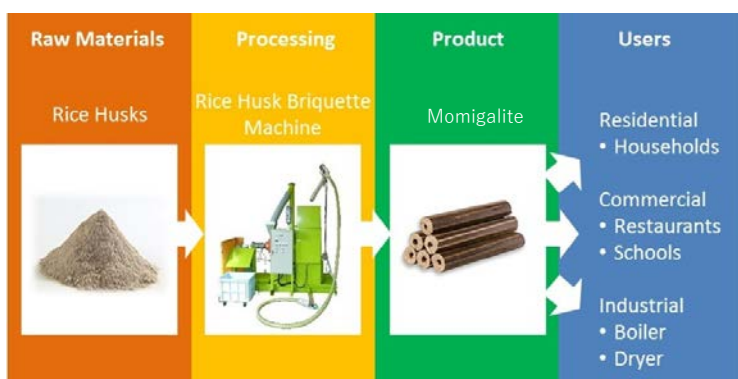 Raw Materials
Rice Husks
Processing
Rice Husk Briquette
Machine
Product
Momigalite
Users
Residential
• Households
Commercial
• Restaurants
• Schools
Industrial
• Boiler
• Dryer